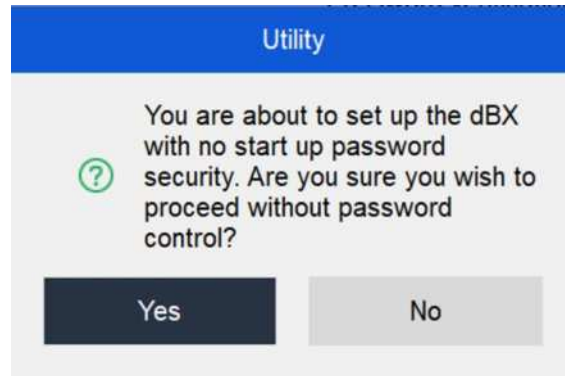 Utility
You are about to set up the dBX
with no start up password
security. Are you sure you wish to
proceed without password
control?
Yes
No